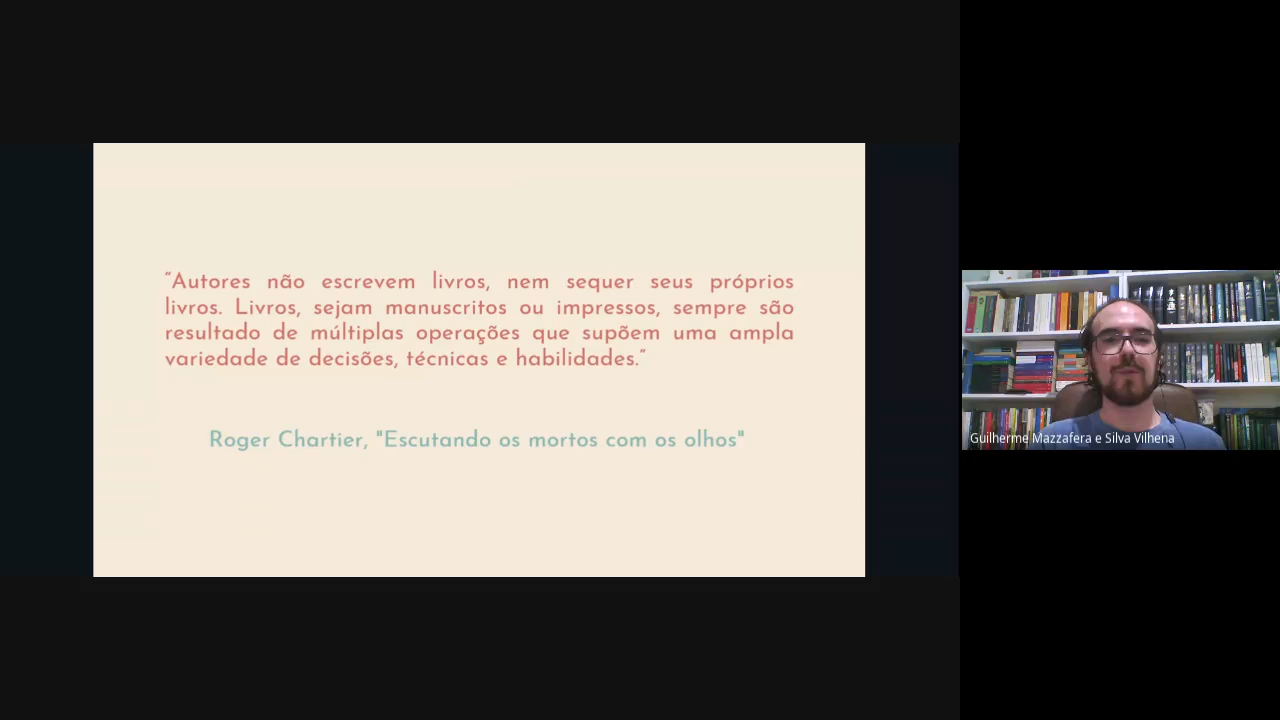 “Autores não escrevem livros, nem sequer seus próprios
livros. Livros, sejam manuscritos ou impressos, sempre são
resultado de múltiplas operações que supõem uma ampla
variedade de decisões, técnicas e habilidades.”
Roger Chartier, "Escutando os mortos com os olhos"
Guilherme Mazzafera e Silva Vilhena